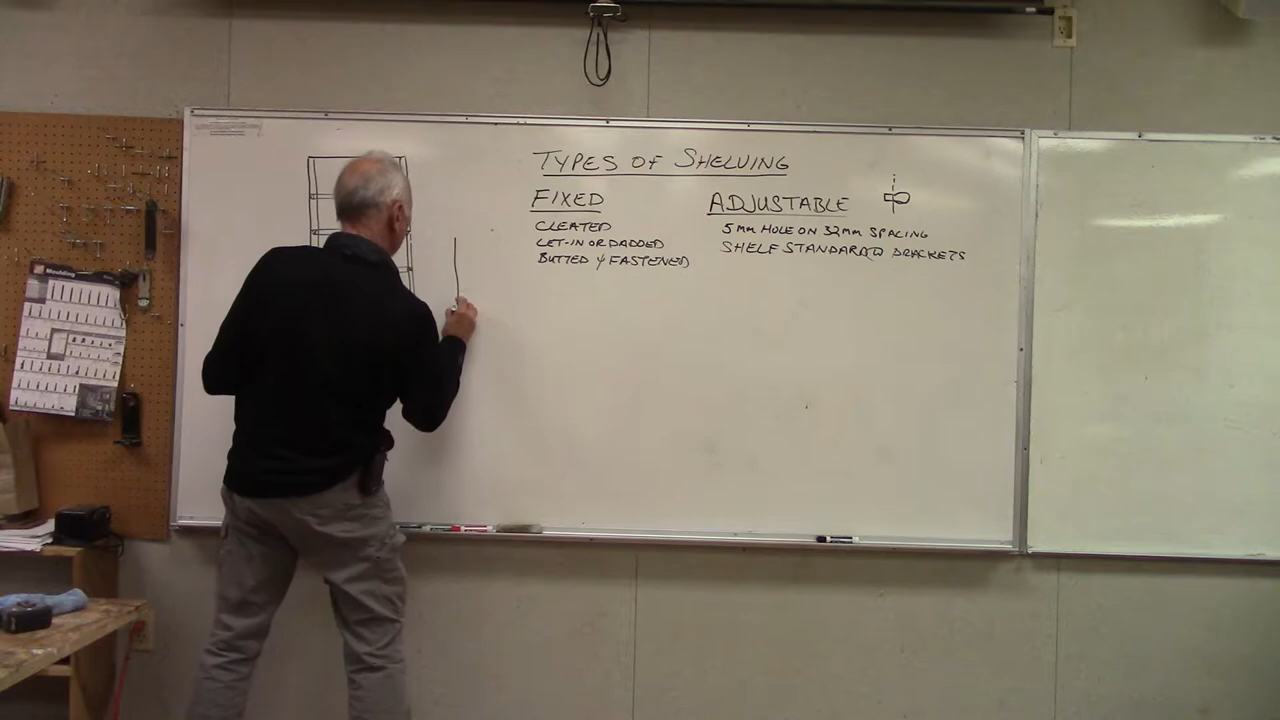 TYPES OF SHELVING
FIXED
CLEATED
LET-IN OR DADOED
BUTTED & FASTENED
ADJUSTABLE
5MM HOLE ON 32MM SPACING
SHELF STANDARD W BRACKETS
Moulding